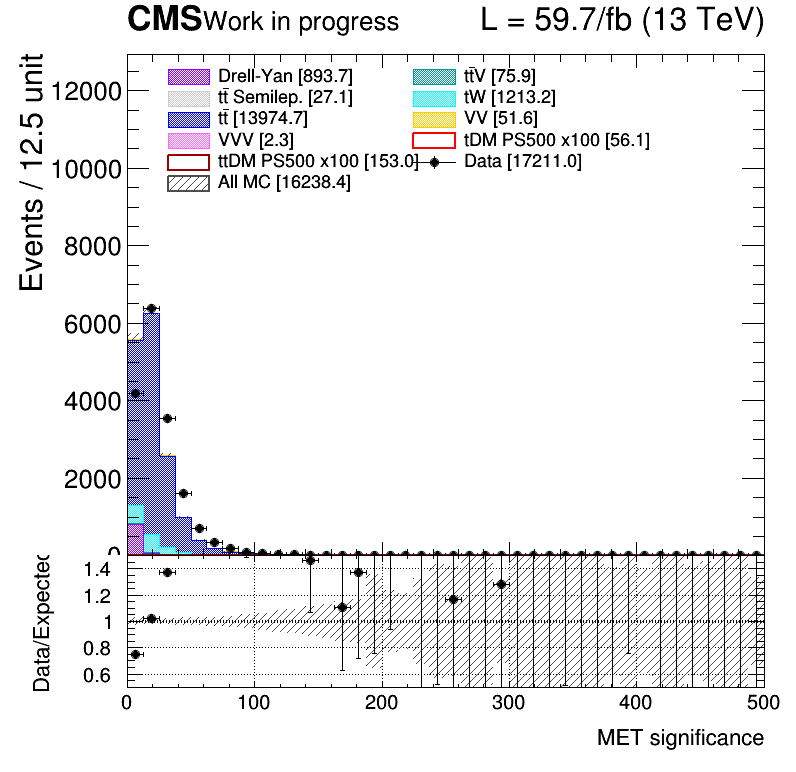 CMS Work in progress L = 59.7/fb (13 TeV)
Events / 12.5 unit
12000
10000
8000
6000
4000
2000
0
Drell-Yan [893.7]
tt̄V [75.9]
tt̄ Semilep. [27.1]
tW [1213.2]
tt̄ [13974.7]
VV [51.6]
VVV [2.3]
tDM PS500 x100 [56.1]
ttDM PS500 x100 [153.0]
Data [17211.0]
All MC [16238.4]
Data/Expected
1.4
1.2
1
0.8
0.6
0 100 200 300 400 500
MET significance